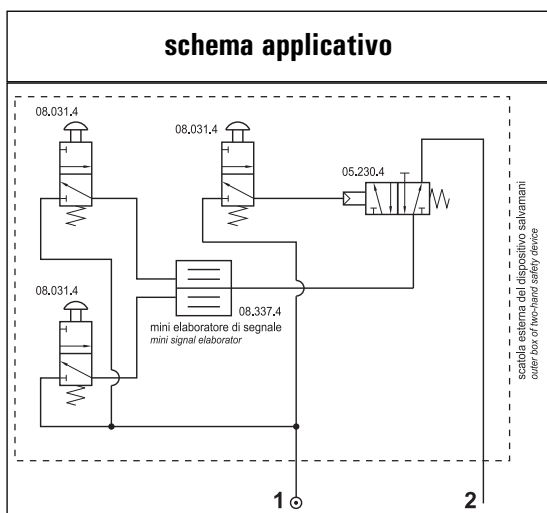 schema applicativo
08.031.4
08.031.4
05.230.4
08.031.4
08.337.4
mini elaboratore di segnale
mini signal elaborator
scatola esterna del dispositivo salvamani
outer box of two-hand safety device
1
2